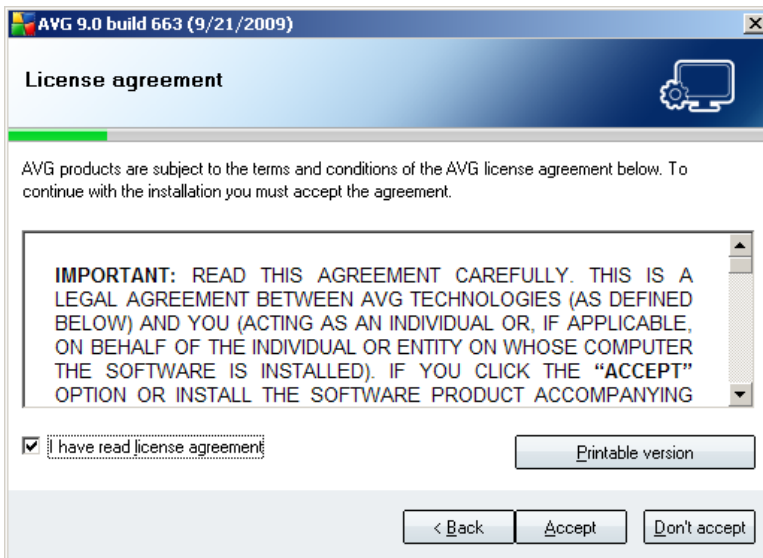 AVG 9.0 build 663 (9/21/2009)
License agreement
AVG products are subject to the terms and conditions of the AVG license agreement below. To
continue with the installation you must accept the agreement.
IMPORTANT: READ THIS AGREEMENT CAREFULLY. THIS IS A
LEGAL AGREEMENT BETWEEN AVG TECHNOLOGIES (AS DEFINED
BELOW) AND YOU (ACTING AS AN INDIVIDUAL OR, IF APPLICABLE,
ON BEHALF OF THE INDIVIDUAL OR ENTITY ON WHOSE COMPUTER
THE SOFTWARE IS INSTALLED). IF YOU CLICK THE “ACCEPT”
OPTION OR INSTALL THE SOFTWARE PRODUCT ACCOMPANYING
I have read license agreement
Printable version
< Back
Accept
Don't accept